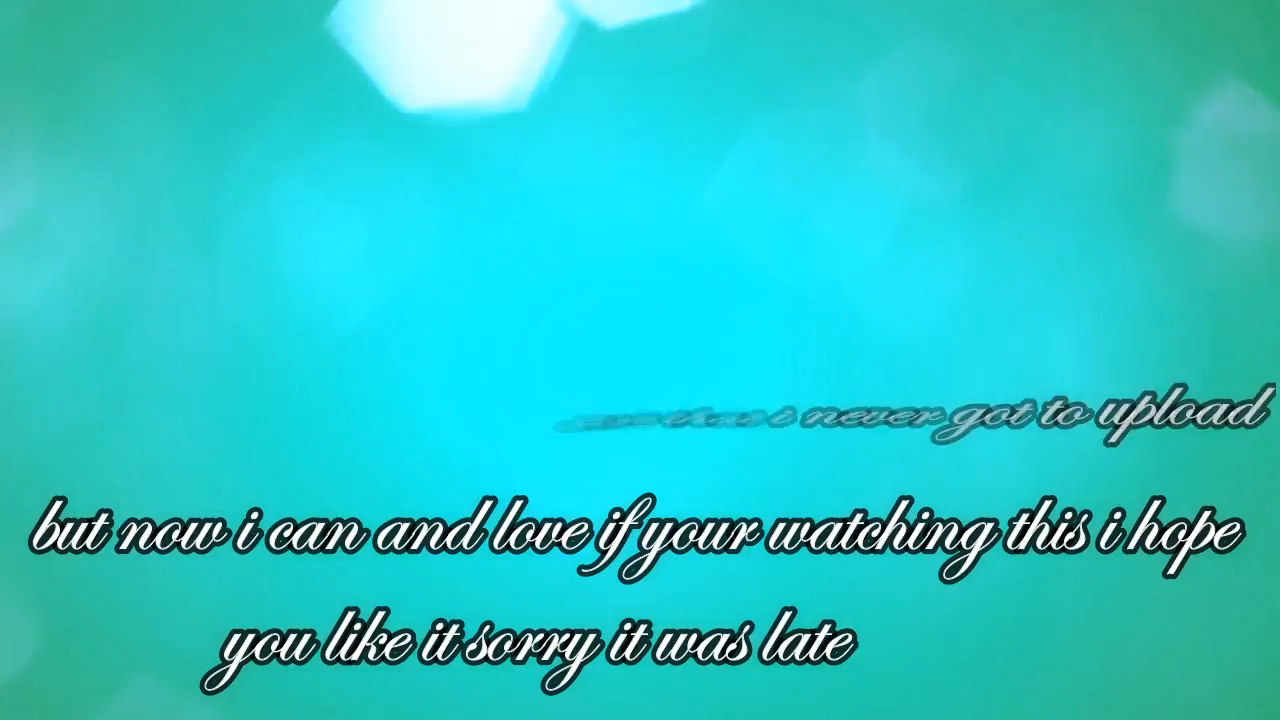 i never got to upload
but now i can and love if your watching this i hope
you like it sorry it was late